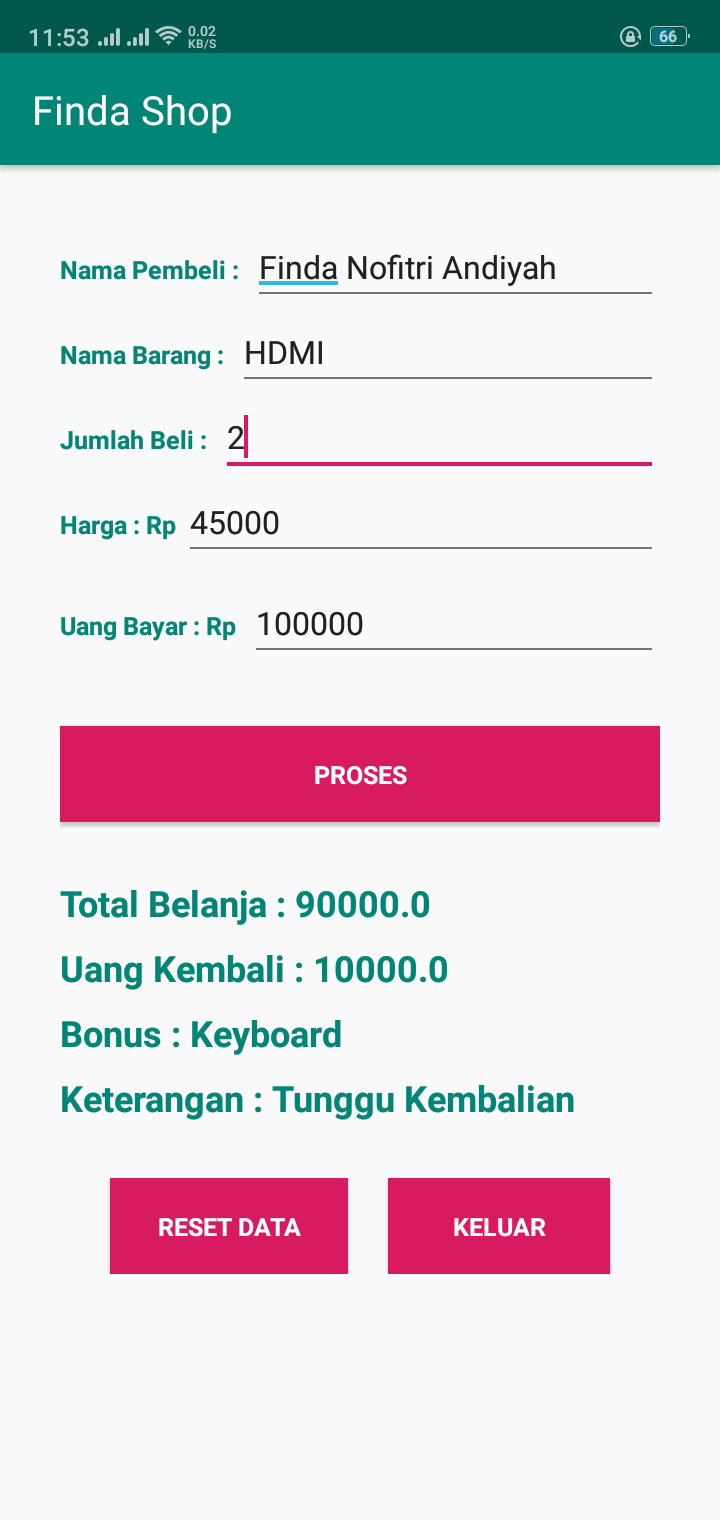 11:53 0.02 KB/S 66
Finda Shop
Nama Pembeli : Finda Nofitri Andiyah
Nama Barang : HDMI
Jumlah Beli : 2
Harga : Rp 45000
Uang Bayar : Rp 100000
PROSES
Total Belanja : 90000.0
Uang Kembali : 10000.0
Bonus : Keyboard
Keterangan : Tunggu Kembalian
RESET DATA KELUAR